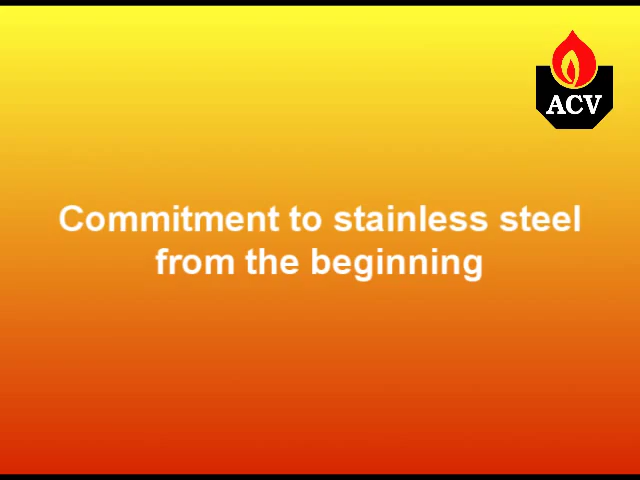 ACV
Commitment to stainless steel
from the beginning